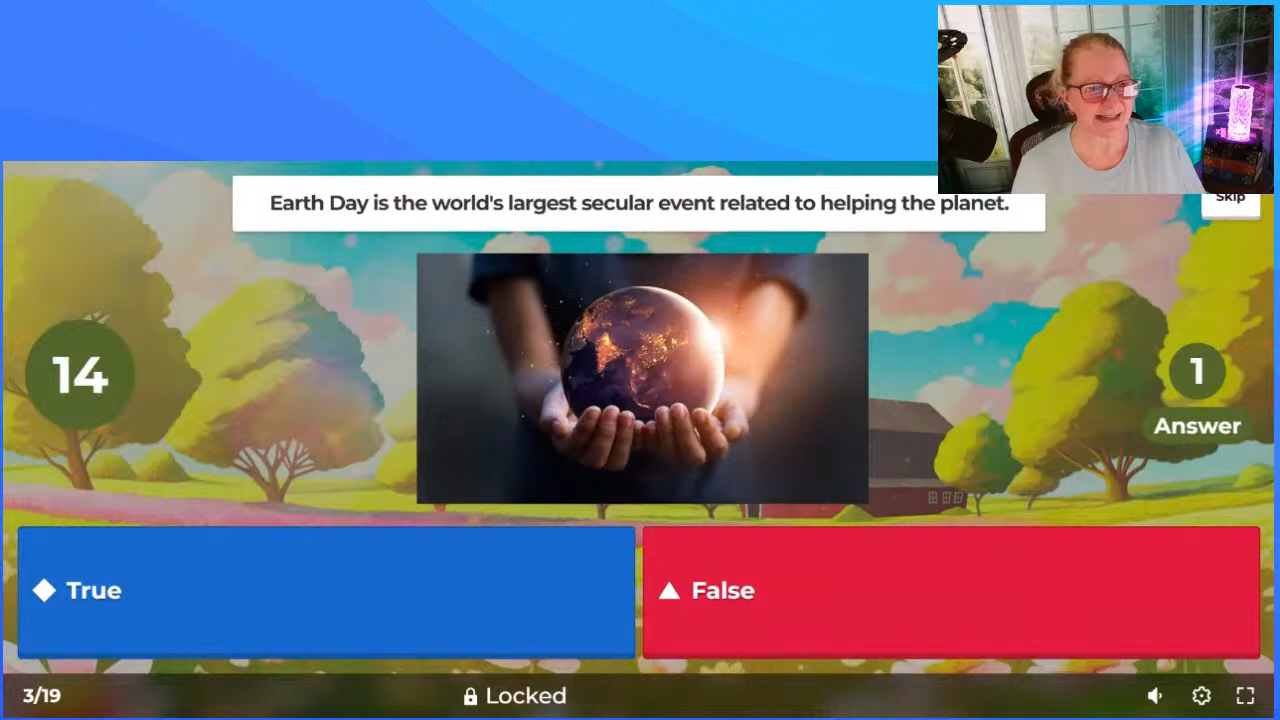 Earth Day is the world's largest secular event related to helping the planet.
Skip
14
1
Answer
True
False
3/19
Locked